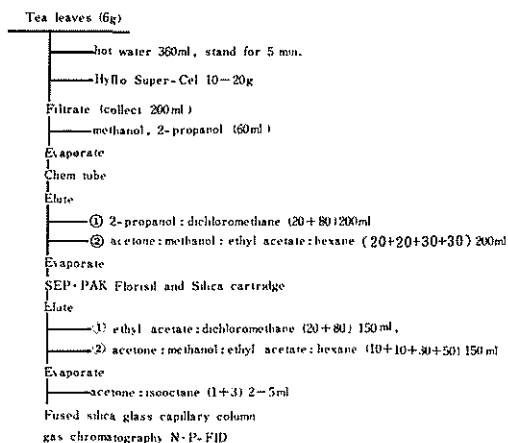 Tea leaves (6g)
hot water 360ml, stand for 5 min.
Hyflo Super-Cel 10-20g
Filtrate (collect 200ml)
methanol, 2-propanol (60ml)
Evaporate
Chem tube
Elute
① 2-propanol:dichloromethane (20+80)200ml
② acetone:methanol:ethyl acetate:hexane (20+20+30+30) 200ml
Evaporate
SEP·PAK Florisil and Silica cartridge
Elute
① ethyl acetate:dichloromethane (20+80) 150ml,
② acetone:methanol:ethyl acetate:hexane (10+10+30+50) 150ml
Evaporate
acetone:isooctane (1+3) 2-5ml
Fused silica glass capillary column
gas chromatography N·P-FID